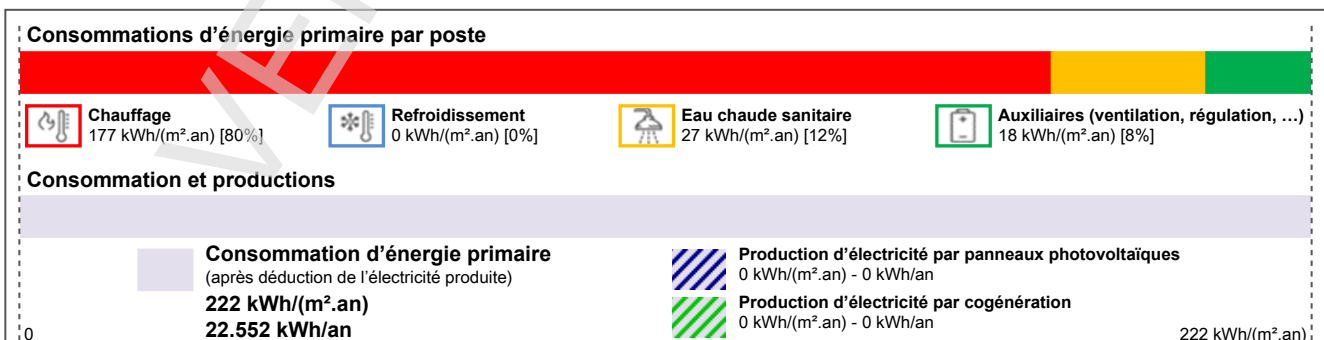 Consommations d’énergie primaire par poste
Chauffage
177 kWh/(m².an) [80%]
Refroidissement
0 kWh/(m².an) [0%]
Eau chaude sanitaire
27 kWh/(m².an) [12%]
Auxiliaires (ventilation, régulation, …)
18 kWh/(m².an) [8%]
Consommation et productions
Consommation d’énergie primaire
(après déduction de l’électricité produite)
222 kWh/(m².an)
22.552 kWh/an
Production d’électricité par panneaux photovoltaïques
0 kWh/(m².an) - 0 kWh/an
Production d’électricité par cogénération
0 kWh/(m².an) - 0 kWh/an
0
222 kWh/(m².an)
VE